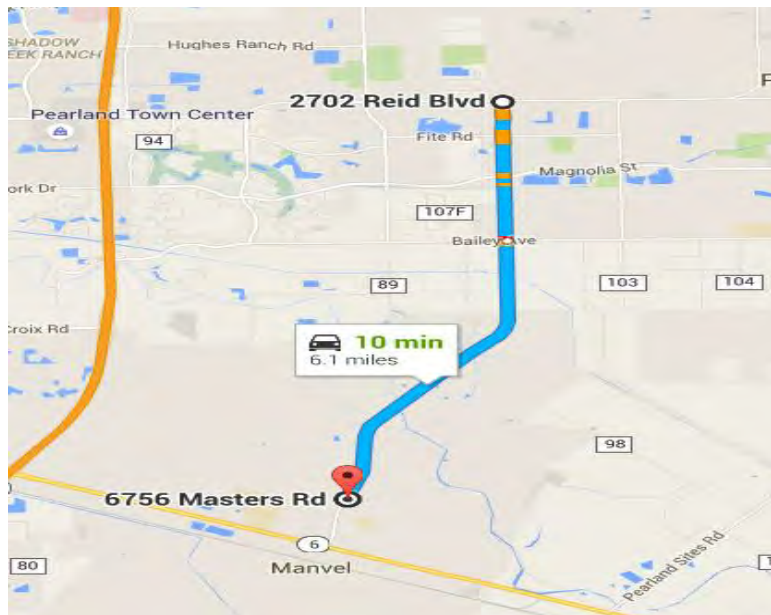 SHADOW
EEK RANCH
Hughes Ranch Rd
2702 Reid Blvd
Pearland Town Center
94
Fite Rd
Magnolia St
ork Dr
107F
Bailey Ave
89
103
104
Croix Rd
10 min
6.1 miles
98
6756 Masters Rd
6
Manvel
80
Pearland Sites Rd